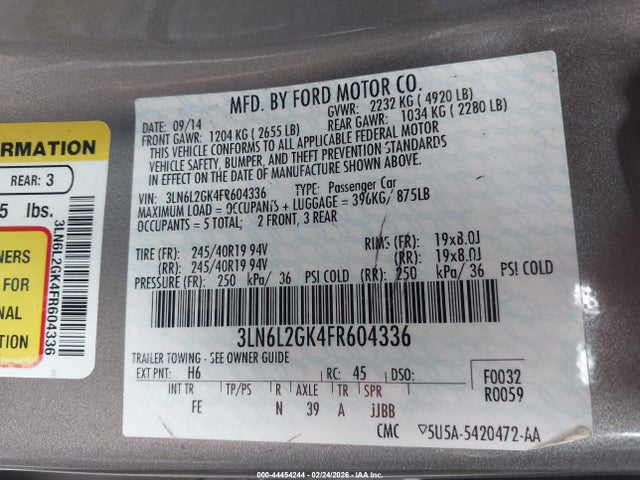 ORMATION
REAR: 3
5 lbs.
NERS
FOR
NAL
ION
3LN6L2GK4FR604336
MFD. BY FORD MOTOR CO.
DATE: 09/14 GVWR: 2232 KG ( 4920 LB)
FRONT GAWR: 1204 KG ( 2655 LB) REAR GAWR: 1034 KG ( 2280 LB)
THIS VEHICLE CONFORMS TO ALL APPLICABLE FEDERAL MOTOR
VEHICLE SAFETY, BUMPER, AND THEFT PREVENTION STANDARDS
IN EFFECT ON THE DATE OF MANUFACTURE SHOWN ABOVE.
VIN: 3LN6L2GK4FR604336 TYPE: Passenger Car
MAXIMUM LOAD = OCCUPANTS + LUGGAGE = 396KG/ 875LB
OCCUPANTS = 5 TOTAL; 2 FRONT, 3 REAR
TIRE (FR): 245/40R19 94V RIMS (FR): 19x8.0J
(RR): 245/40R19 94V (RR): 19x8.0J
PRESSURE (FR): 250 kPa/ 36 PSI COLD (RR): 250 kPa/ 36 PSI COLD
3LN6L2GK4FR604336
TRAILER TOWING - SEE OWNER GUIDE
EXT PNT: H6 RC: 45 DSO: F0032
INT TR TP/PS R AXLE TR SPR R0059
FE N 39 A JJBB
CMC ▽5U5A-5420472-AA
000-44454244 - 02/24/2026 - COPYRIGHT IAA, LLC.